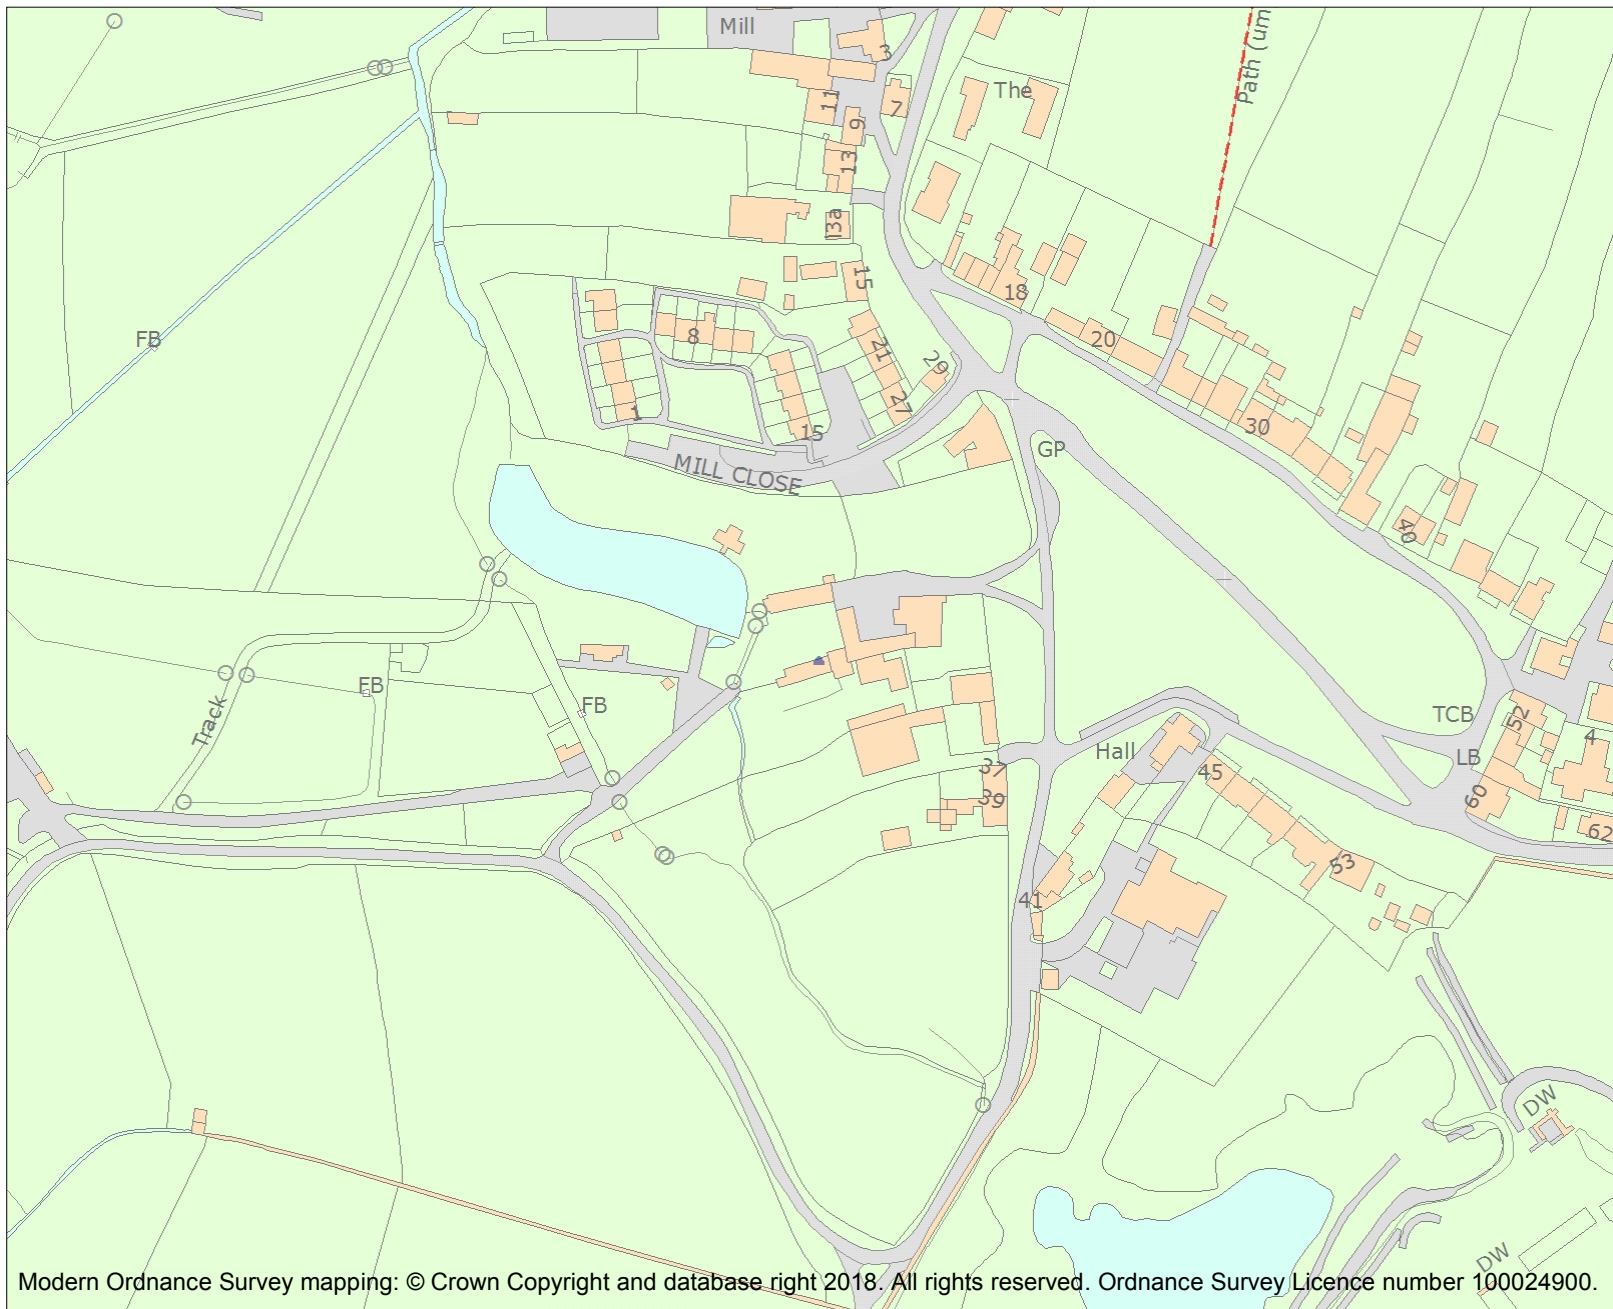 Mill
3
The
Path (um
11
7
9
13
13a
15
18
FB
8
20
21
29
27
1
15
30
GP
MILL CLOSE
40
FB
FB
Track
TCB
52
4
Hall
LB
37
45
39
60
62
53
41
DW
DW
Modern Ordnance Survey mapping: © Crown Copyright and database right 2018. All rights reserved. Ordnance Survey Licence number 100024900.